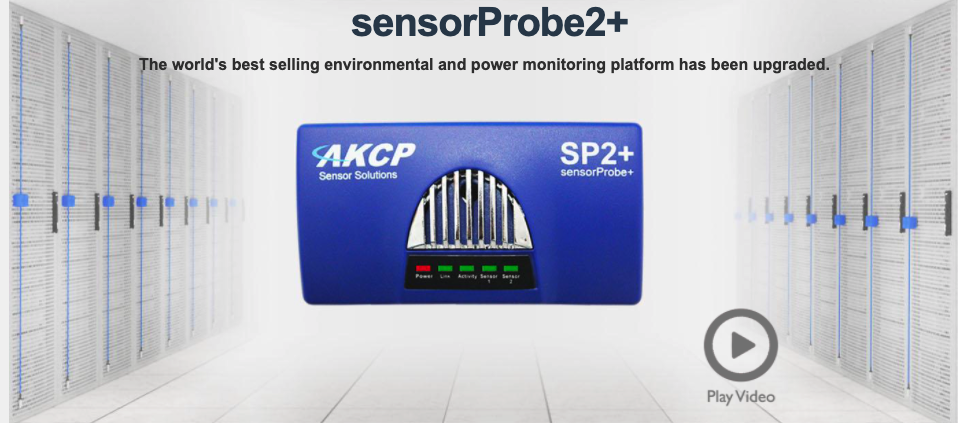 sensorProbe2+
The world's best selling environmental and power monitoring platform has been upgraded.
AKCP
Sensor Solutions
SP2+
sensorProbe+
Power Link Activity Sensor 1 Sensor 2
Play Video